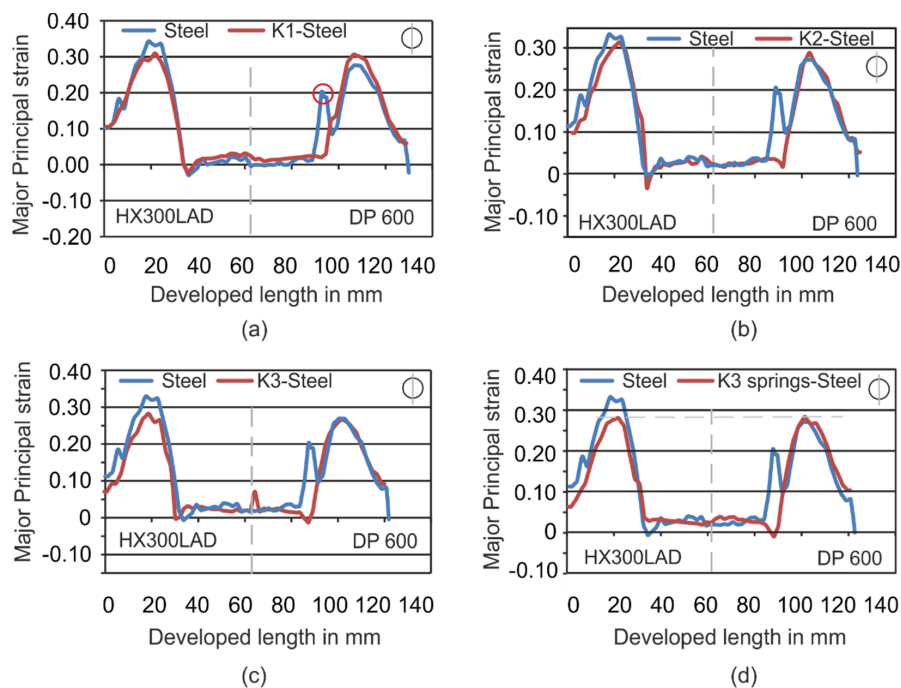 Steel K1-Steel
Major Principal strain
0.40
0.30
0.20
0.10
0.00
-0.10
-0.20
HX300LAD DP 600
0 20 40 60 80 100 120 140
Developed length in mm
(a)
Steel K2-Steel
Major Principal strain
0.30
0.20
0.10
0
-0.10
HX300LAD DP 600
0 20 40 60 80 100 120 140
Developed length in mm
(b)
Steel K3-Steel
Major Principal strain
0.40
0.30
0.20
0.10
0
-0.10
HX300LAD DP 600
0 20 40 60 80 100 120 140
Developed length in mm
(c)
Steel K3 springs-Steel
Major Principal strain
0.40
0.30
0.20
0.10
0
-0.10
HX300LAD DP 600
0 20 40 60 80 100 120 140
Developed length in mm
(d)